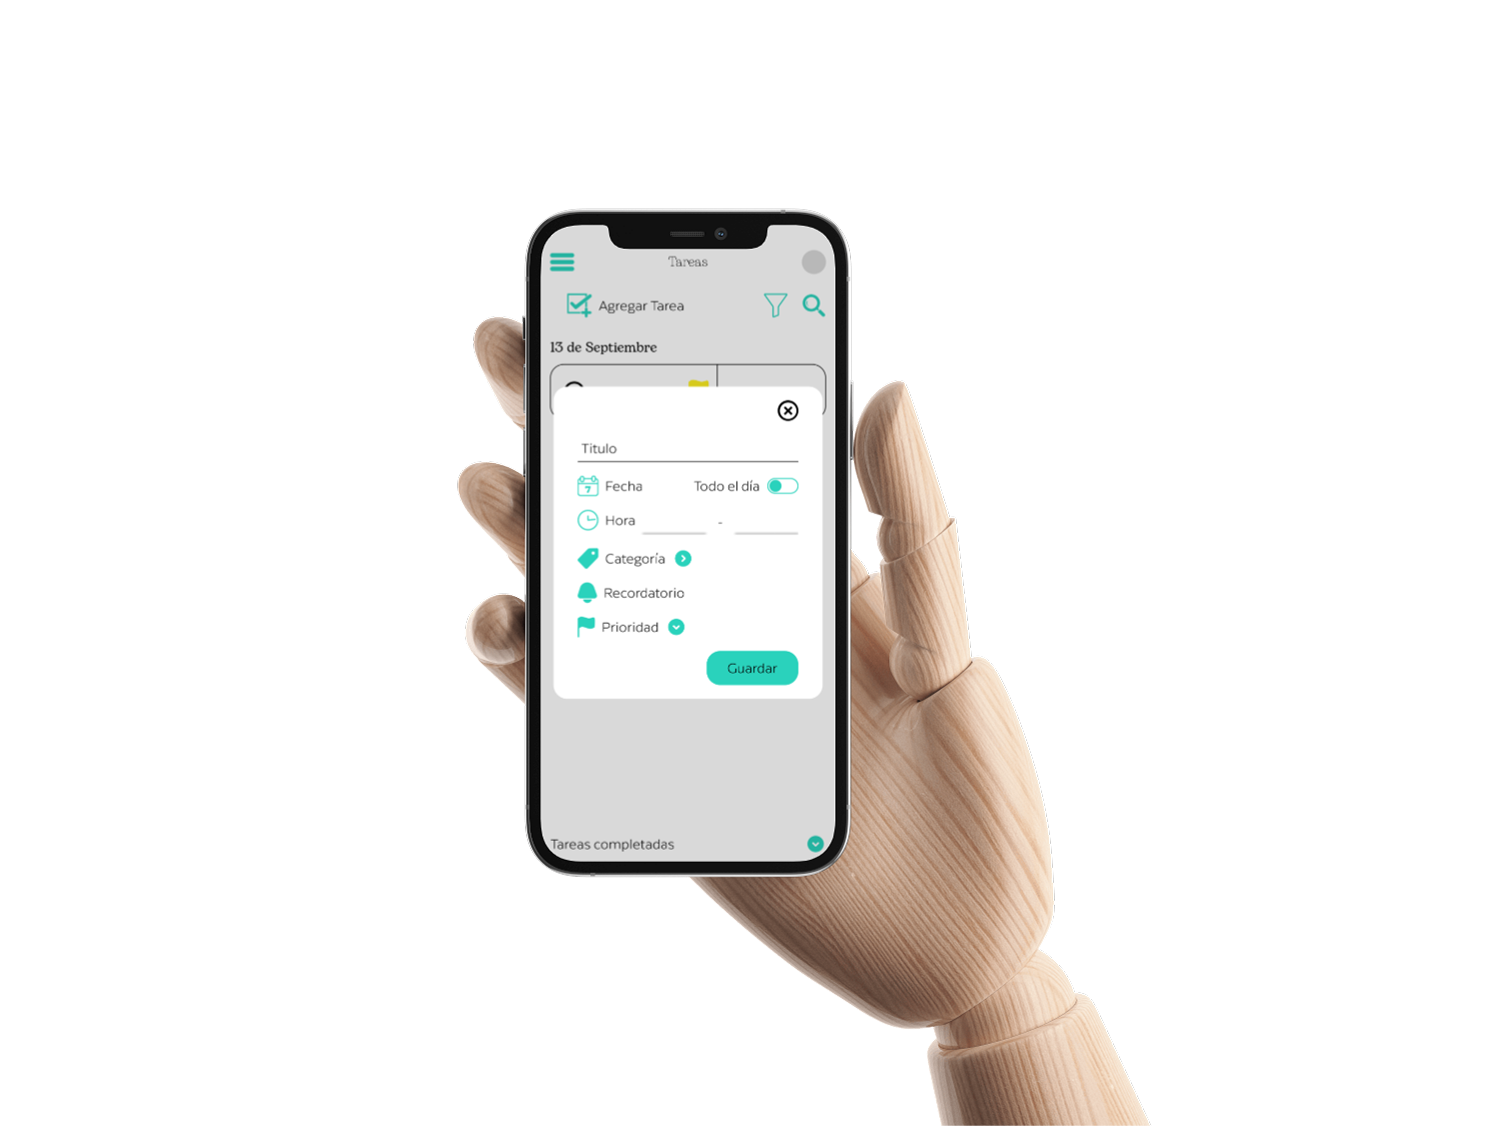 Tareas
Agregar Tarea
13 de Septiembre
Titulo
7 Fecha Todo el día
Hora -
Categoría
Recordatorio
Prioridad
Guardar
Tareas completadas